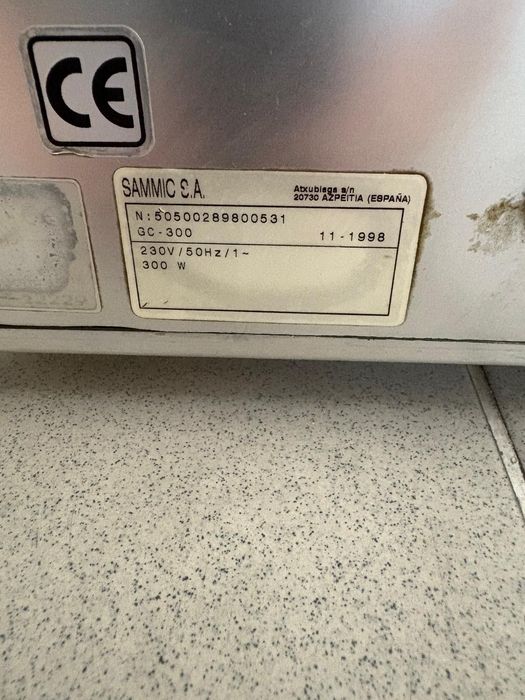 CE
SAMMIC S.A.
Atxubiaga s/n
20730 AZPEITIA (ESPAÑA)
N:50500289800531
GC-300 11-1998
230V/50Hz/1~
300 W